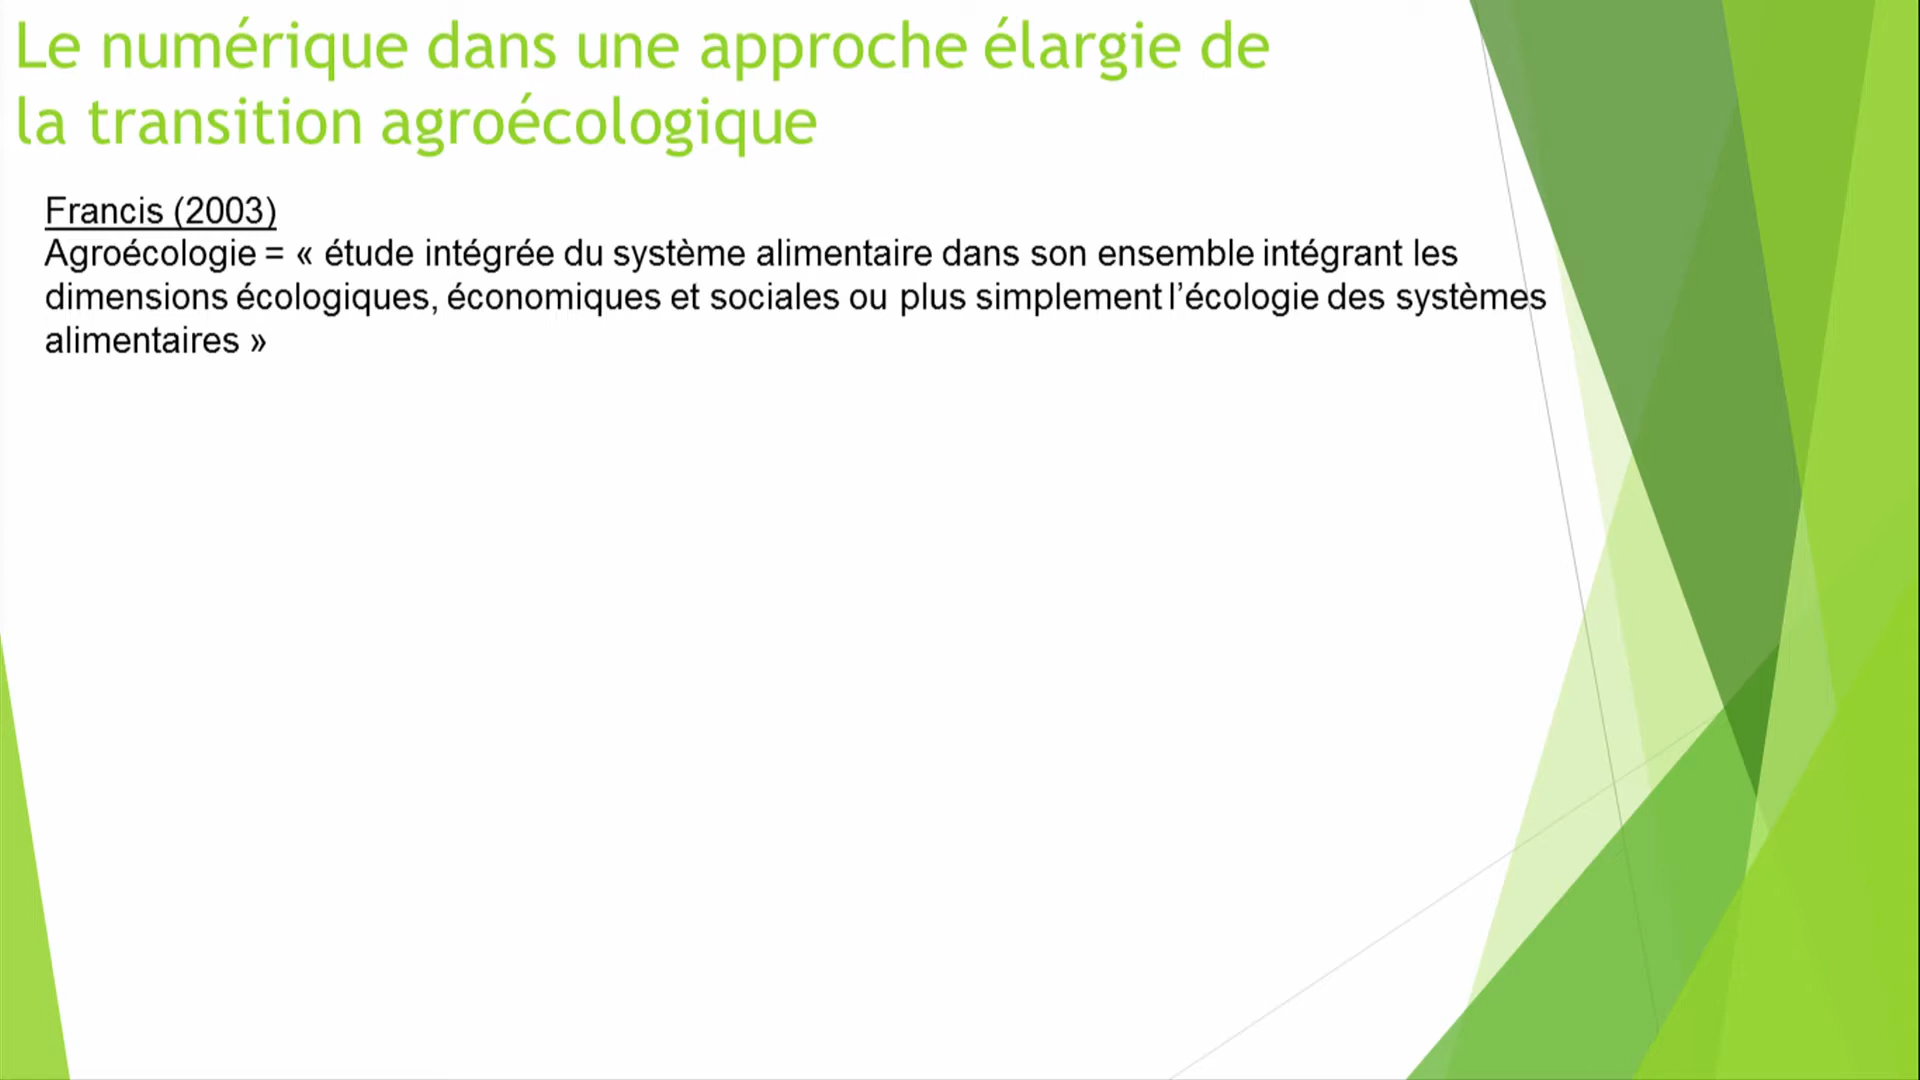 Le numérique dans une approche élargie de
la transition agroécologique
Francis (2003)
Agroécologie = « étude intégrée du système alimentaire dans son ensemble intégrant les
dimensions écologiques, économiques et sociales ou plus simplement l’écologie des systèmes
alimentaires »